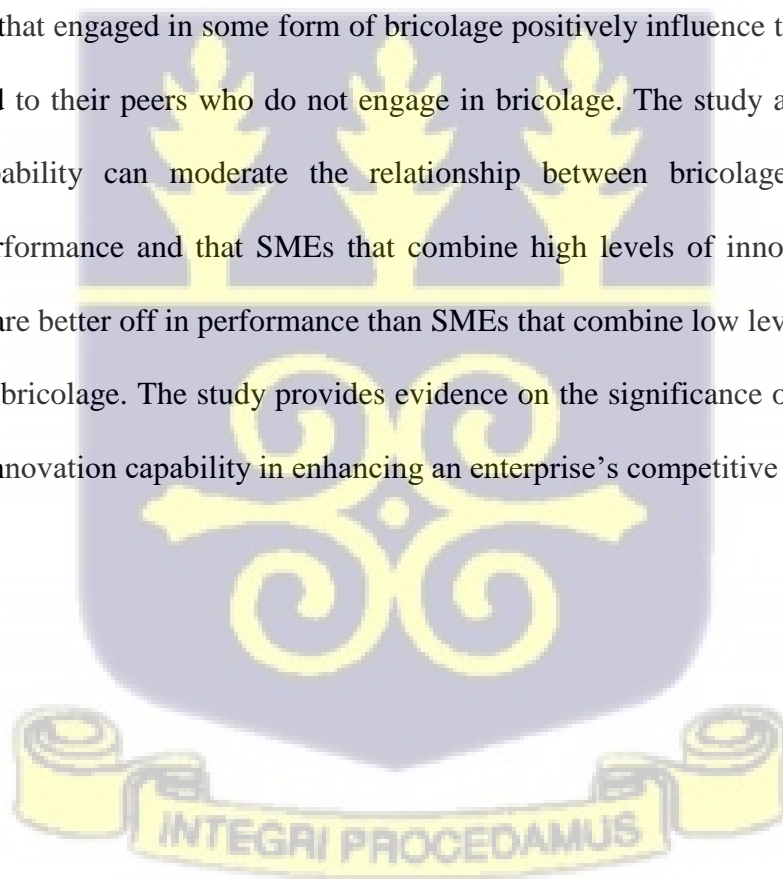 that engaged in some form of bricolage positively influence t
d to their peers who do not engage in bricolage. The study a
pability can moderate the relationship between bricolage
rformance and that SMEs that combine high levels of inno
are better off in performance than SMEs that combine low lev
bricolage. The study provides evidence on the significance o
nnovation capability in enhancing an enterprise’s competitive
INTEGRI PROCEDAMUS